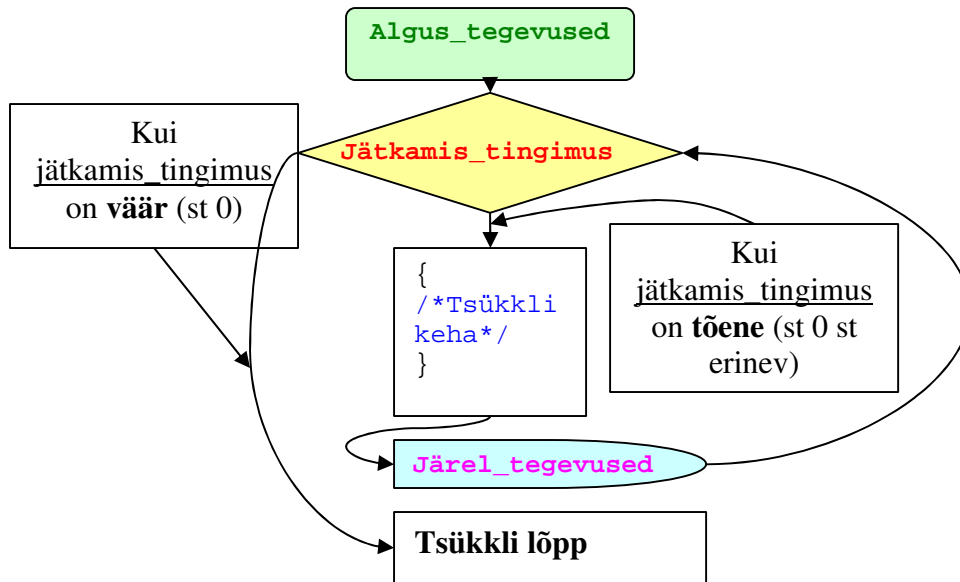 Algus_tegevused
Kui
jätkamis_tingimus
on väär (st 0)
Jätkamis_tingimus
{
/*Tsükkli
keha*/
}
Kui
jätkamis_tingimus
on tõene (st 0 st
erinev)
Järel_tegevused
Tsükkli lõpp